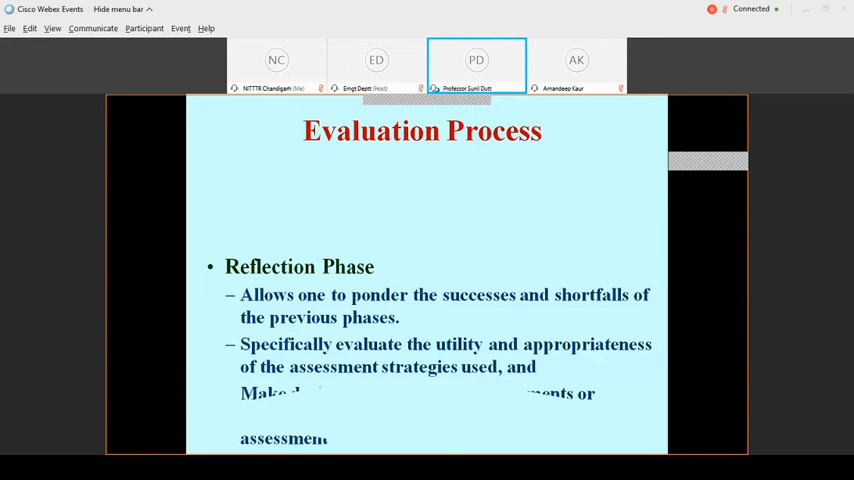 Cisco Webex Events Hide menu bar Connected
File Edit View Communicate Participant Event Help
NC ED PD AK
NITTTR Chandigarh (Me) Emgt Deptt (Host) Professor Sunil Dutt Amandeep Kaur
Evaluation Process
• Reflection Phase
– Allows one to ponder the successes and shortfalls of
the previous phases.
– Specifically evaluate the utility and appropriateness
of the assessment strategies used, and
Make or
assessment